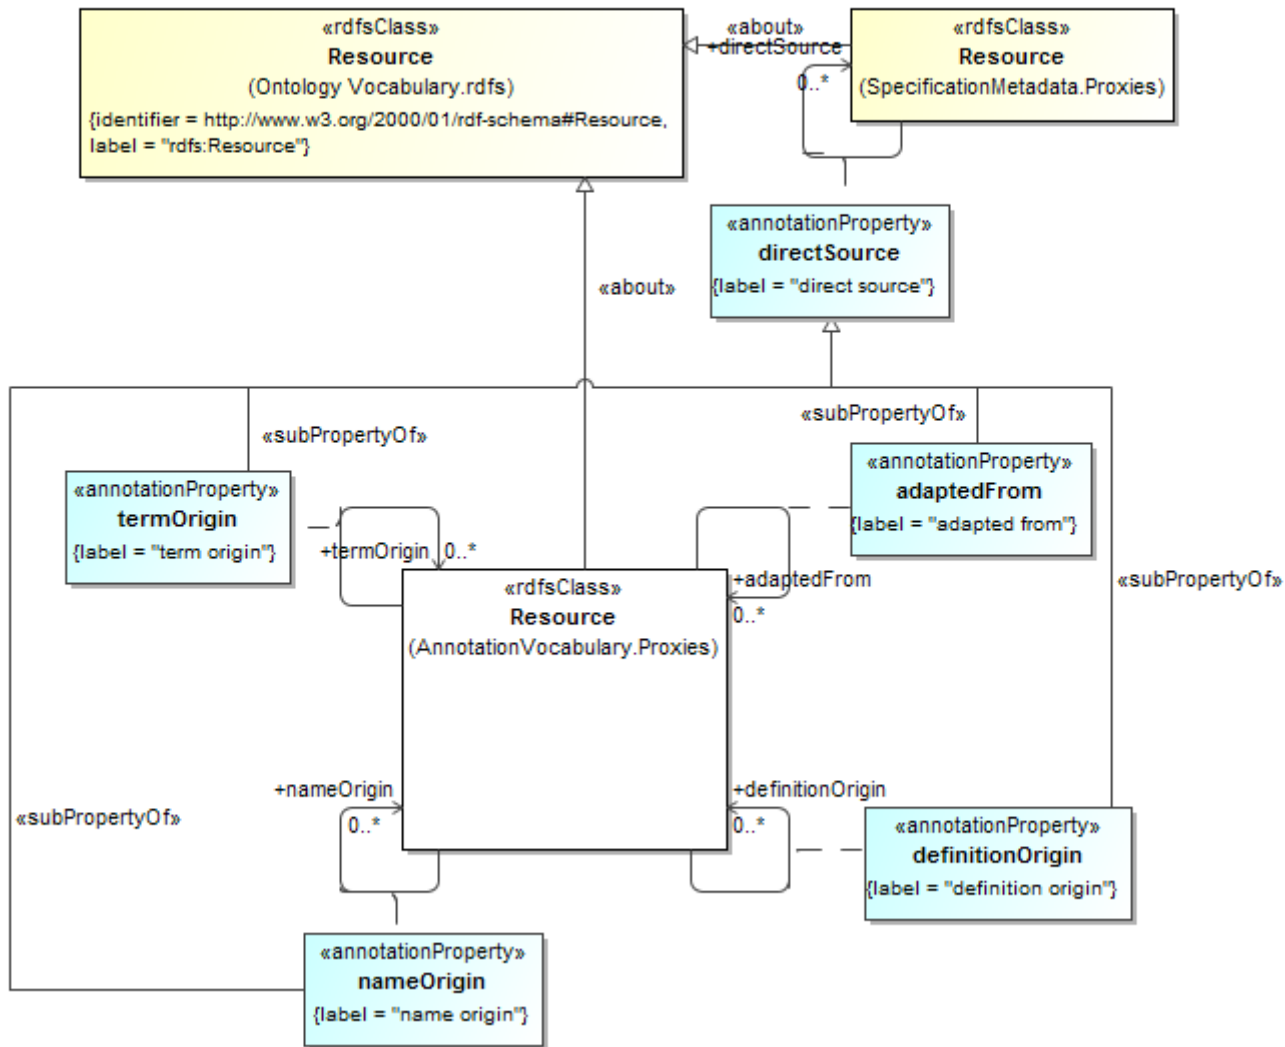 «rdfsClass»
Resource
(Ontology Vocabulary.rdfs)
{identifier = http://www.w3.org/2000/01/rdf-schema#Resource,
label = "rdfs:Resource"}
«about»
+directSource
0..*
«rdfsClass»
Resource
(SpecificationMetadata.Proxies)
«annotationProperty»
directSource
{label = "direct source"}
«about»
«subPropertyOf»
«subPropertyOf»
«annotationProperty»
termOrigin
{label = "term origin"}
+termOrigin
0..*
«annotationProperty»
adaptedFrom
{label = "adapted from"}
+adaptedFrom
0..*
«subPropertyOf»
«rdfsClass»
Resource
(AnnotationVocabulary.Proxies)
+nameOrigin
0..*
+definitionOrigin
0..*
«subPropertyOf»
«annotationProperty»
definitionOrigin
{label = "definition origin"}
«annotationProperty»
nameOrigin
{label = "name origin"}